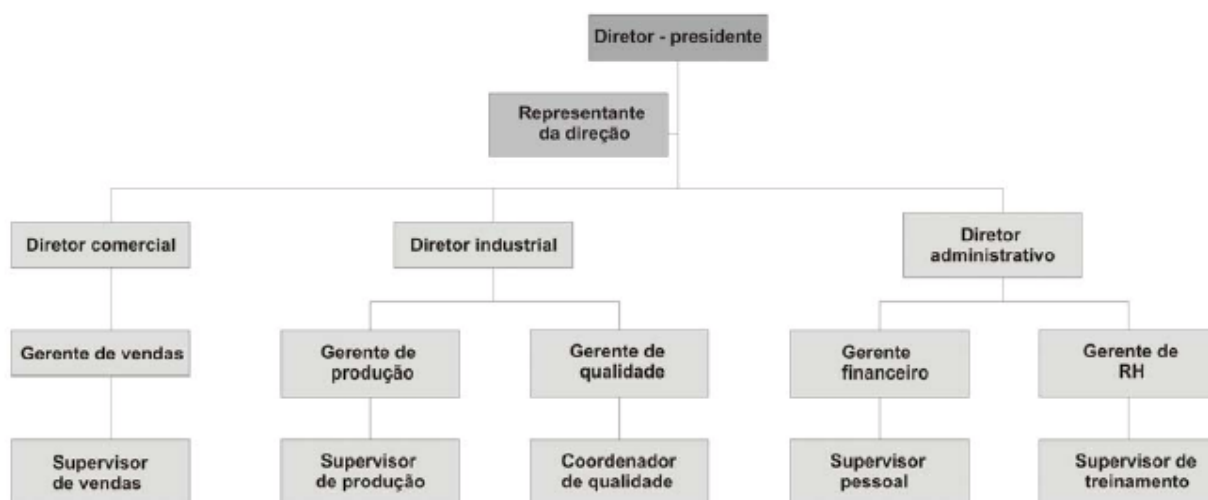 Diretor - presidente
Representante
da direção
Diretor comercial
Diretor industrial
Diretor
administrativo
Gerente de vendas
Gerente de
produção
Gerente de
qualidade
Gerente
financeiro
Gerente de
RH
Supervisor
de vendas
Supervisor
de produção
Coordenador
de qualidade
Supervisor
pessoal
Supervisor de
treinamento